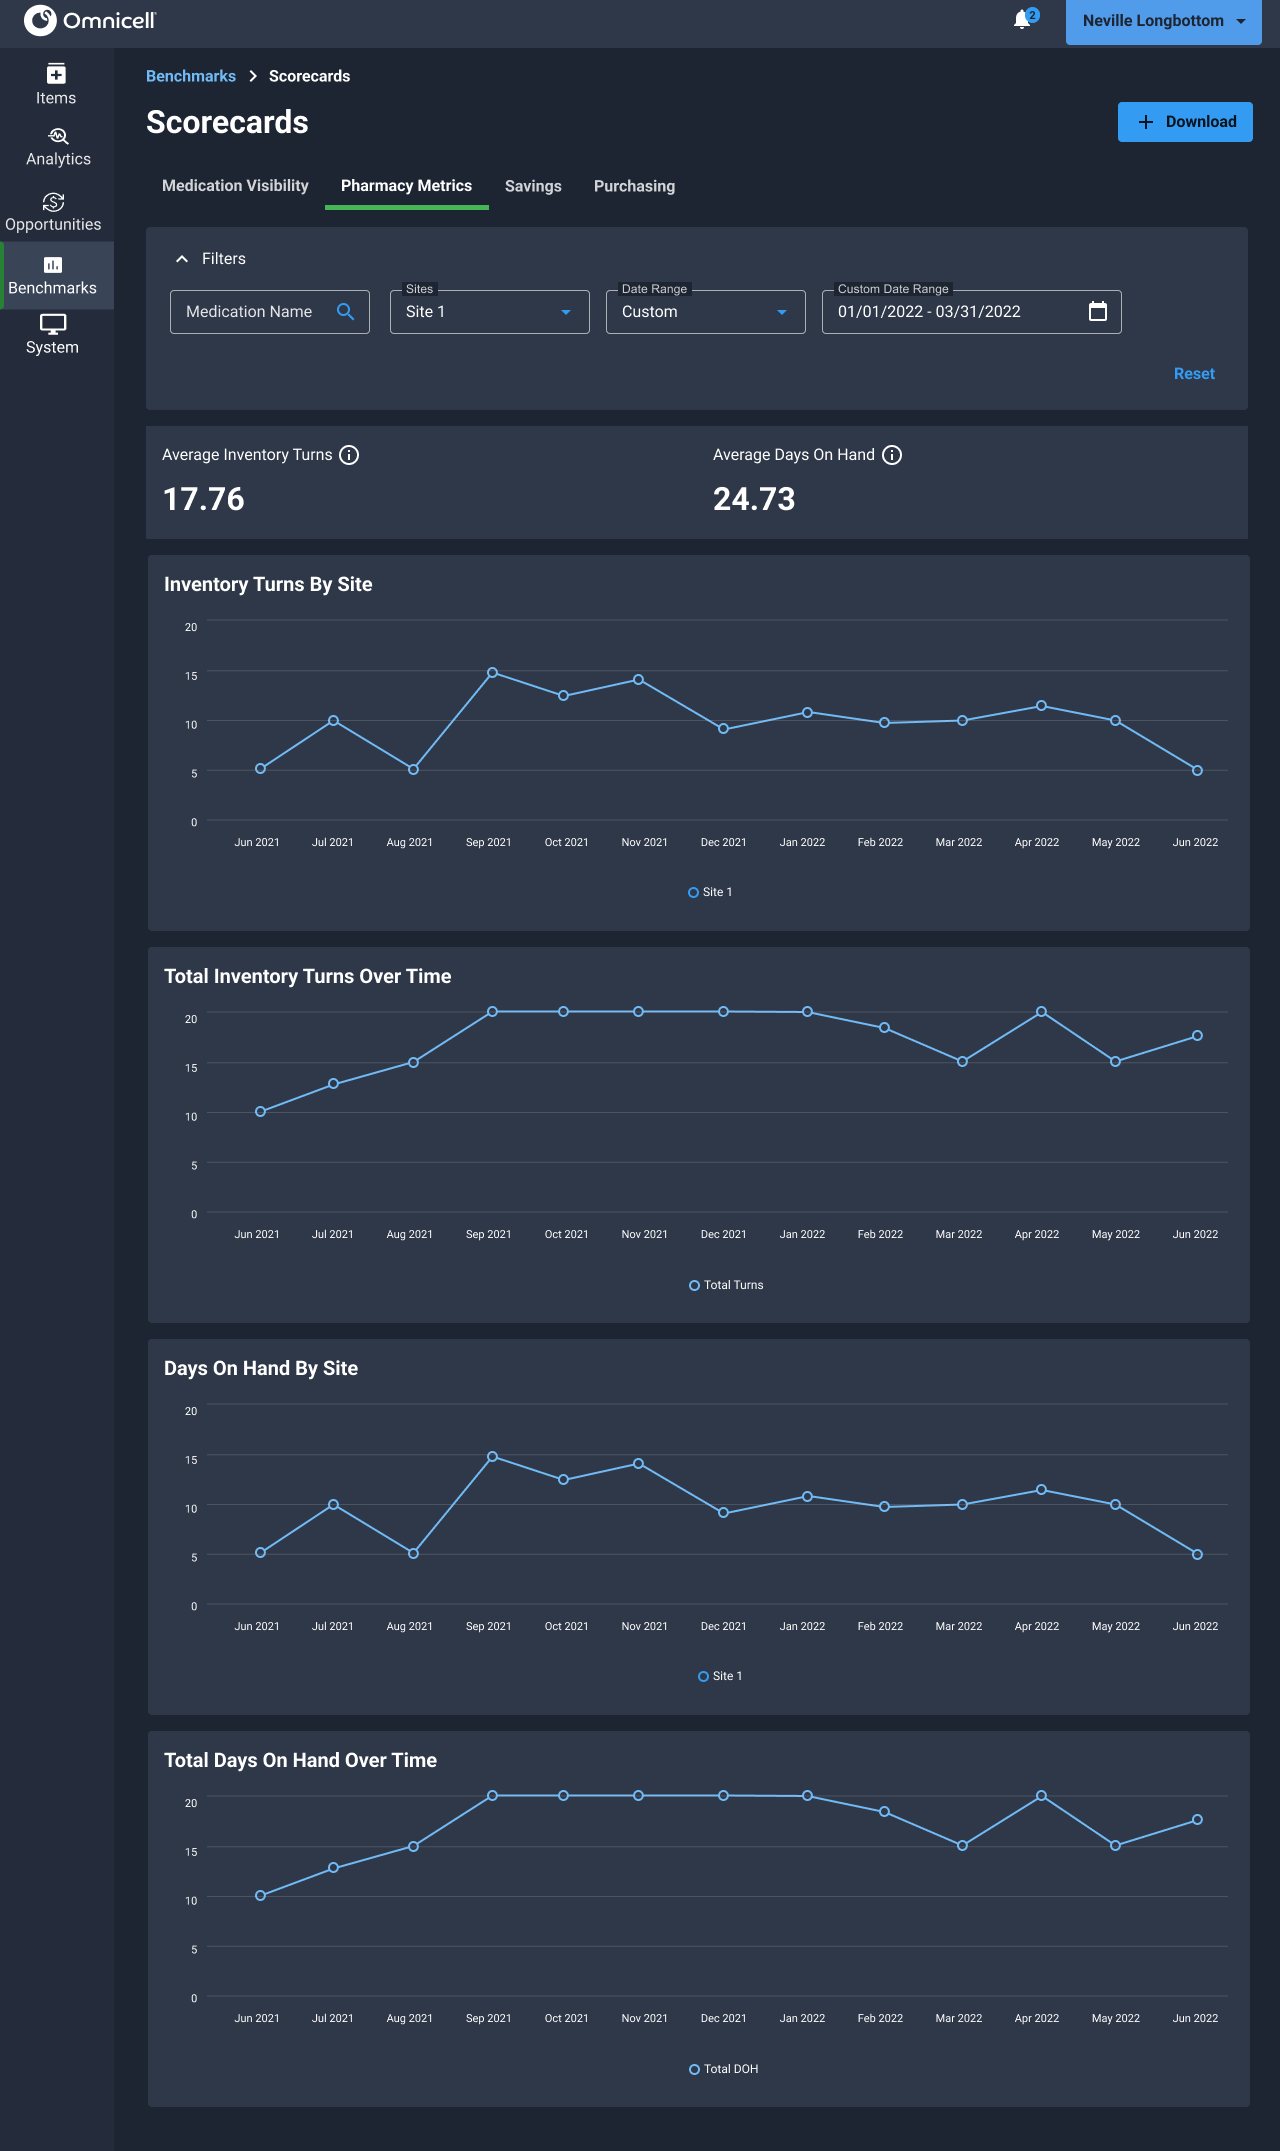 Omnicell
2
Neville Longbottom
Items
Analytics
Opportunities
Benchmarks
System
Benchmarks > Scorecards
Scorecards
+ Download
Medication Visibility Pharmacy Metrics Savings Purchasing
Filters
Medication Name
Sites
Site 1
Date Range
Custom
Custom Date Range
01/01/2022 - 03/31/2022
Reset
Average Inventory Turns
17.76
Average Days On Hand
24.73
Inventory Turns By Site
20
15
10
5
0
Jun 2021 Jul 2021 Aug 2021 Sep 2021 Oct 2021 Nov 2021 Dec 2021 Jan 2022 Feb 2022 Mar 2022 Apr 2022 May 2022 Jun 2022
Site 1
Total Inventory Turns Over Time
20
15
10
5
0
Jun 2021 Jul 2021 Aug 2021 Sep 2021 Oct 2021 Nov 2021 Dec 2021 Jan 2022 Feb 2022 Mar 2022 Apr 2022 May 2022 Jun 2022
Total Turns
Days On Hand By Site
20
15
10
5
0
Jun 2021 Jul 2021 Aug 2021 Sep 2021 Oct 2021 Nov 2021 Dec 2021 Jan 2022 Feb 2022 Mar 2022 Apr 2022 May 2022 Jun 2022
Site 1
Total Days On Hand Over Time
20
15
10
5
0
Jun 2021 Jul 2021 Aug 2021 Sep 2021 Oct 2021 Nov 2021 Dec 2021 Jan 2022 Feb 2022 Mar 2022 Apr 2022 May 2022 Jun 2022
Total DOH